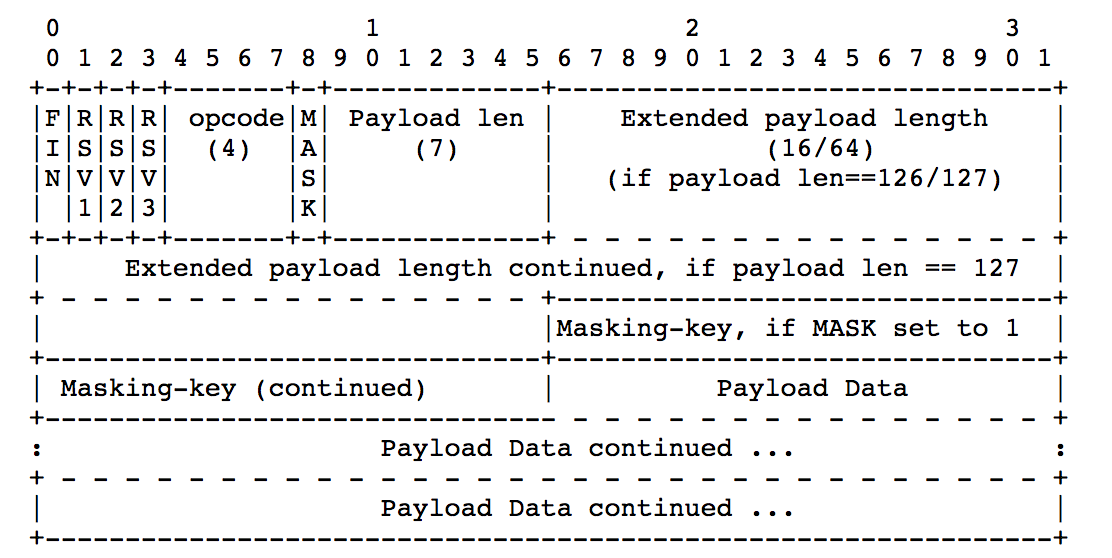 0                   1                   2                   3
 0 1 2 3 4 5 6 7 8 9 0 1 2 3 4 5 6 7 8 9 0 1 2 3 4 5 6 7 8 9 0 1
+-+-+-+-+-------+-+-------------+-------------------------------+
|F|R|R|R| opcode|M| Payload len |    Extended payload length    |
|I|S|S|S|  (4)  |A|     (7)     |             (16/64)           |
|N|V|V|V|       |S|             |   (if payload len==126/127)   |
| |1|2|3|       |K|             |                               |
+-+-+-+-+-------+-+-------------+ - - - - - - - - - - - - - - - +
|     Extended payload length continued, if payload len == 127  |
+ - - - - - - - - - - - - - - - +-------------------------------+
|                               |Masking-key, if MASK set to 1  |
+-------------------------------+-------------------------------+
| Masking-key (continued)       |          Payload Data         |
+-------------------------------- - - - - - - - - - - - - - - - +
:                     Payload Data continued ...                :
+ - - - - - - - - - - - - - - - - - - - - - - - - - - - - - - - +
|                     Payload Data continued ...                |
+---------------------------------------------------------------+